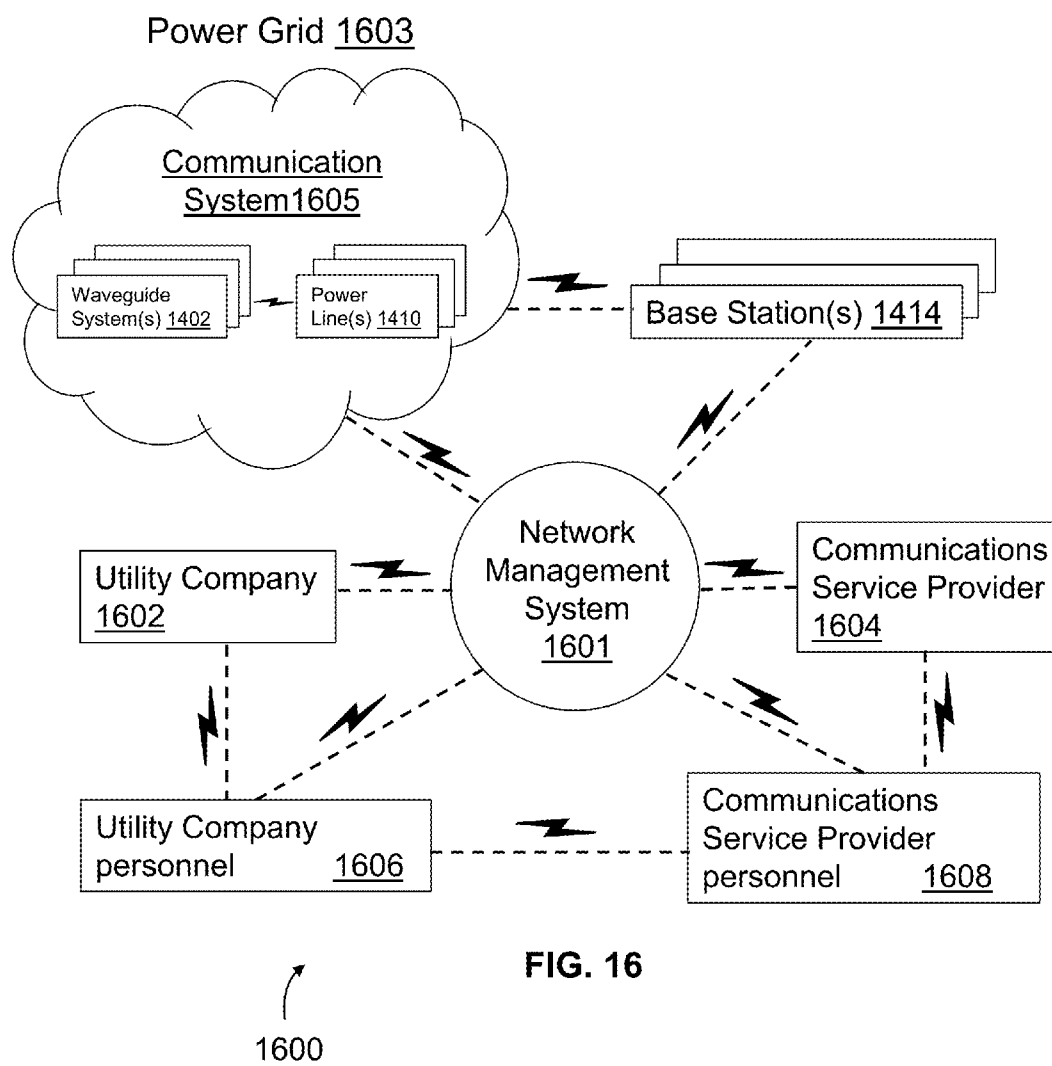 Power Grid 1603
Communication
System1605
Waveguide
System(s) 1402
Power
Line(s) 1410
Base Station(s) 1414
Network
Management
System
1601
Utility Company
1602
Communications
Service Provider
1604
Utility Company
personnel 1606
Communications
Service Provider
personnel 1608
FIG. 16
1600